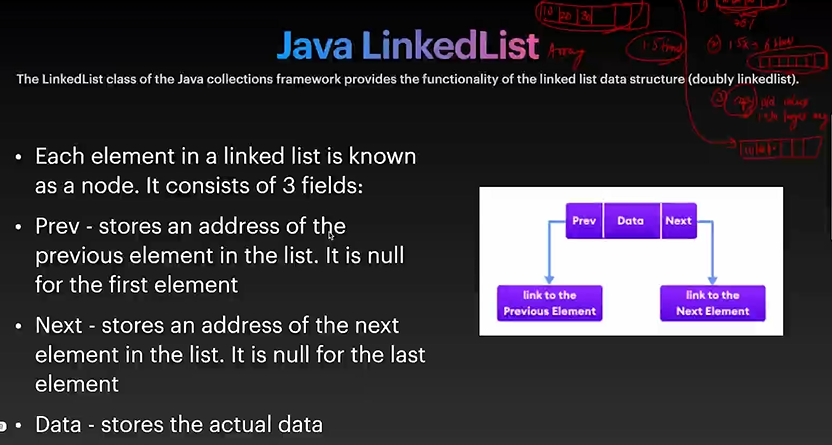 Java LinkedList
The LinkedList class of the Java collections framework provides the functionality of the linked list data structure (doubly linkedlist).
• Each element in a linked list is known
as a node. It consists of 3 fields:
• Prev - stores an address of the
previous element in the list. It is null
for the first element
• Next - stores an address of the next
element in the list. It is null for the last
element
• Data - stores the actual data
Prev Data Next
link to the
Previous Element
link to the
Next Element
10 20 30
Array